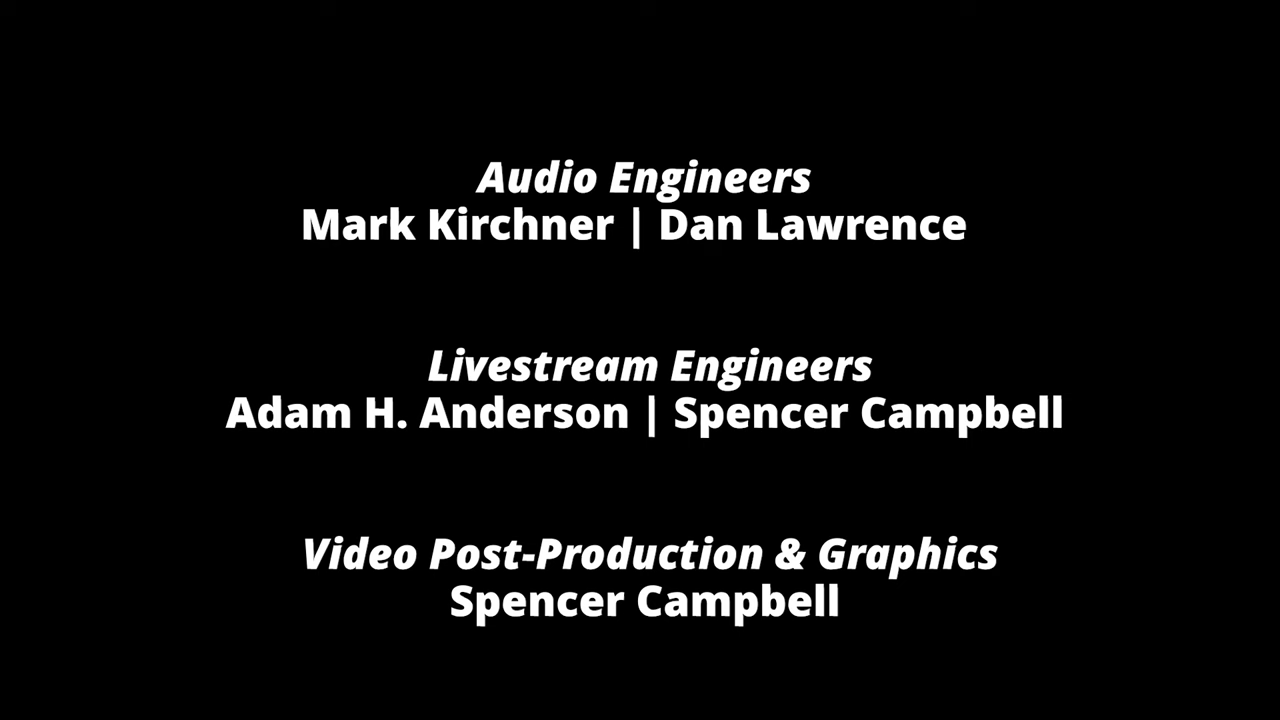 Audio Engineers
Mark Kirchner | Dan Lawrence
Livestream Engineers
Adam H. Anderson | Spencer Campbell
Video Post-Production & Graphics
Spencer Campbell